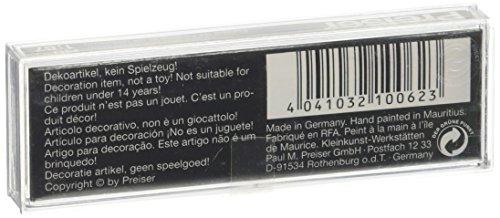 Dekoartikel, kein Spielzeug!
Decoration item, not a toy! Not suitable for
children under 14 years!
Ce produit n'est pas un jouet. C'est un pro-
duit décor!
Articolo decorativo, non è un giocattolo!
Artículo para decoración ¡No es un juguete!
Artigo para decoração. Este artigo não é um
brinquedo!
Decoratie artikel, geen speelgoed!
Copyright © by Preiser
4 041032 100623
Made in Germany. Hand painted in Mauritius.
Fabriqué en RFA. Peint à la main à l'île
de Maurice. Kleinkunst-Werkstätten
Paul M. Preiser GmbH · Postfach 12 33
D-91534 Rothenburg o.d.T. · Germany
DER GRÜNE PUNKT
Preiser